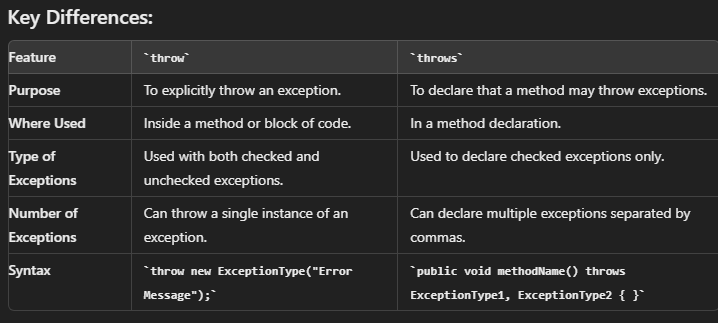 Key Differences:
Feature `throw` `throws`
Purpose To explicitly throw an exception. To declare that a method may throw exceptions.
Where Used Inside a method or block of code. In a method declaration.
Type of Used with both checked and Used to declare checked exceptions only.
Exceptions unchecked exceptions.
Number of Can throw a single instance of an Can declare multiple exceptions separated by
Exceptions exception. commas.
Syntax `throw new ExceptionType("Error `public void methodName() throws
Message");` ExceptionType1, ExceptionType2 { }`